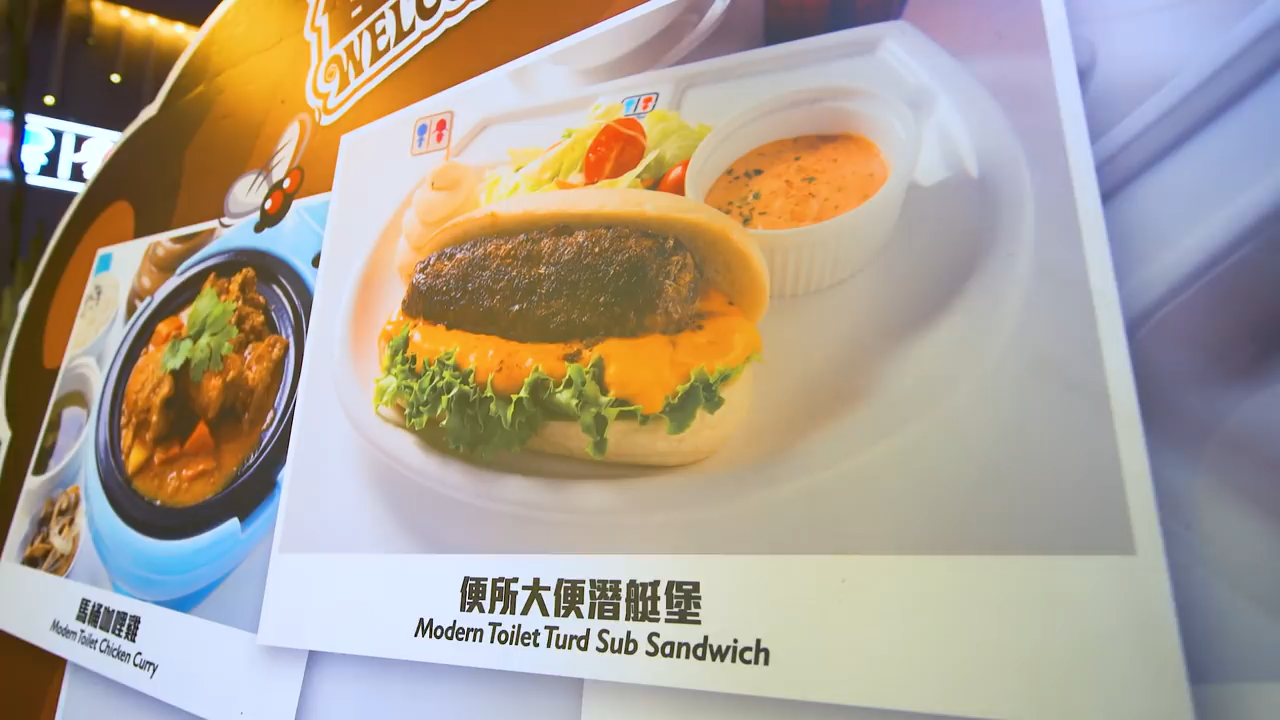 WELCO
便所大便潛艇堡
Modern Toilet Turd Sub Sandwich
馬桶咖哩雞
Modern Toilet Chicken Curry